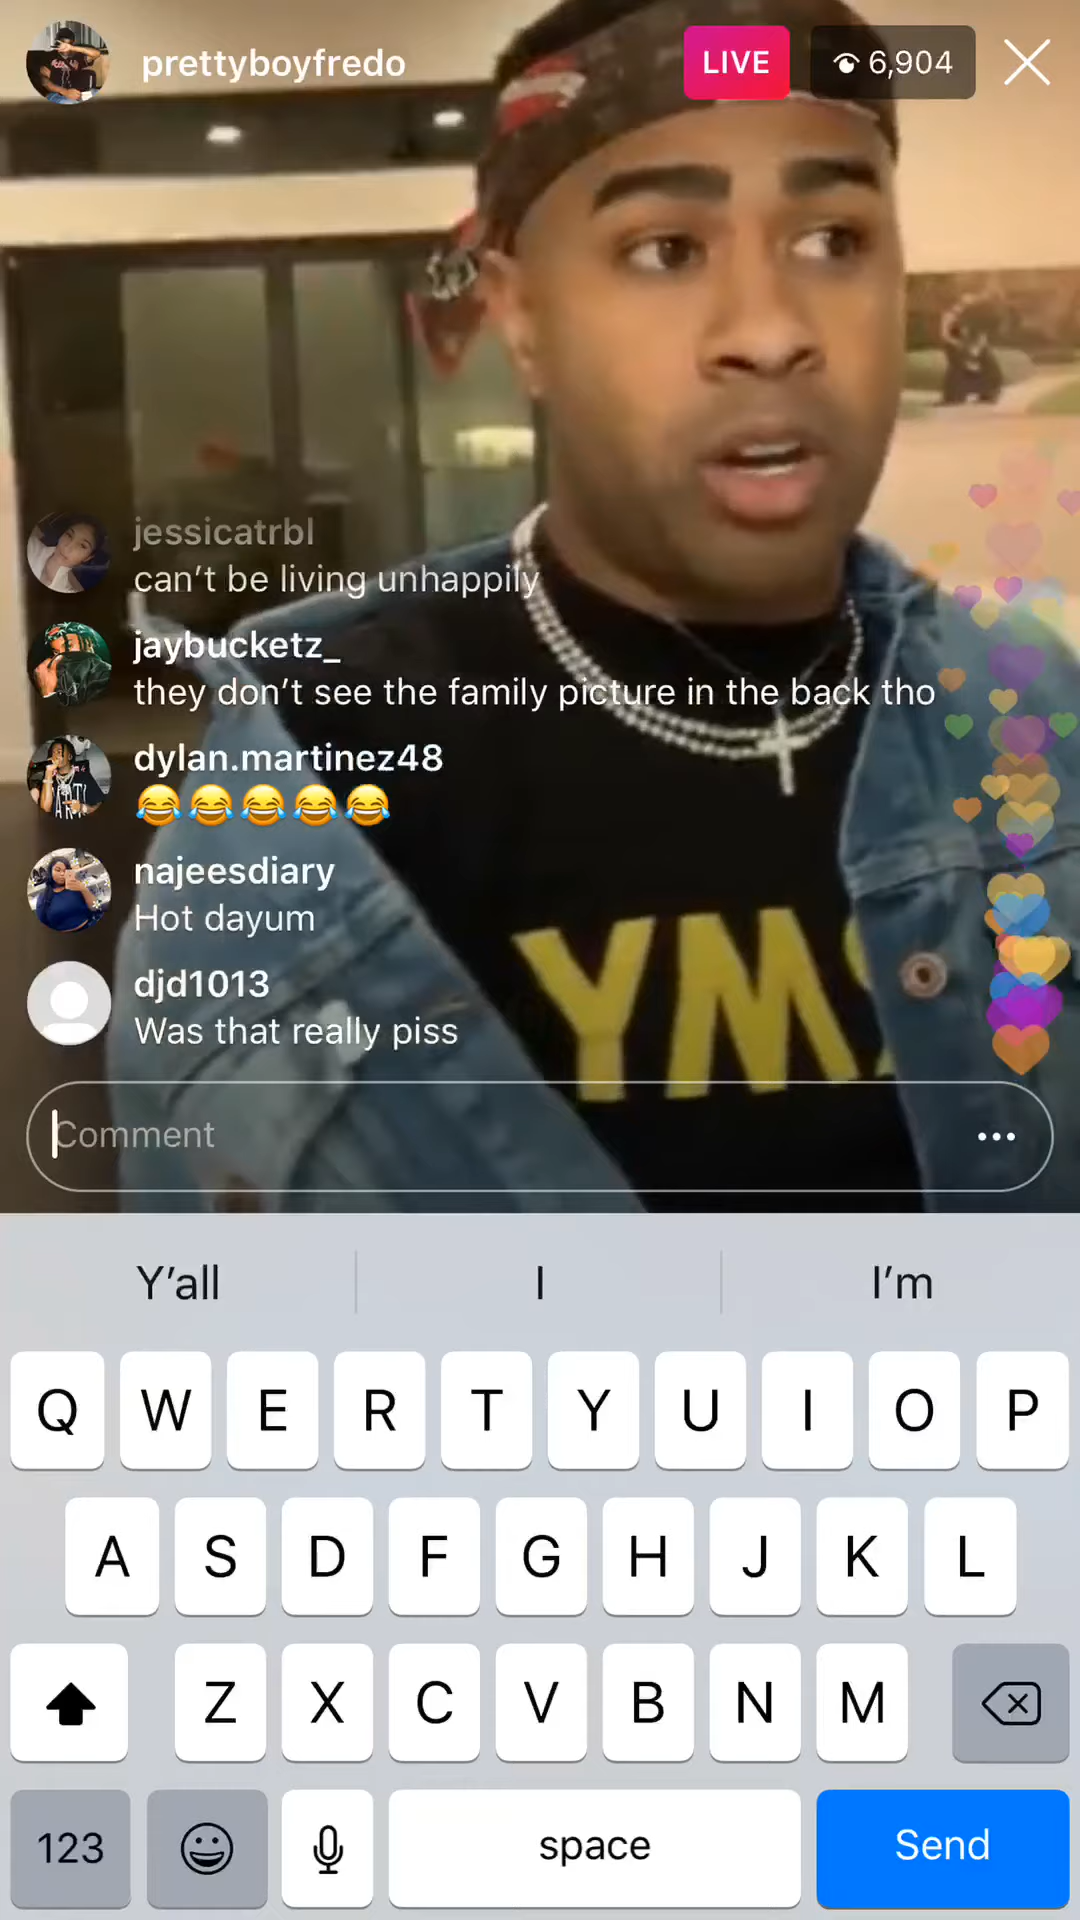 prettyboyfredo
LIVE
6,904
jessicatrbl
can't be living unhappily
jaybucketz_
they don't see the family picture in the back tho
dylan.martinez48
😂😂😂😂😂
najeesdiary
Hot dayum
djd1013
Was that really piss
YM
Comment
Y'all I I'm
Q W E R T Y U I O P
A S D F G H J K L
Z X C V B N M
123 space Send